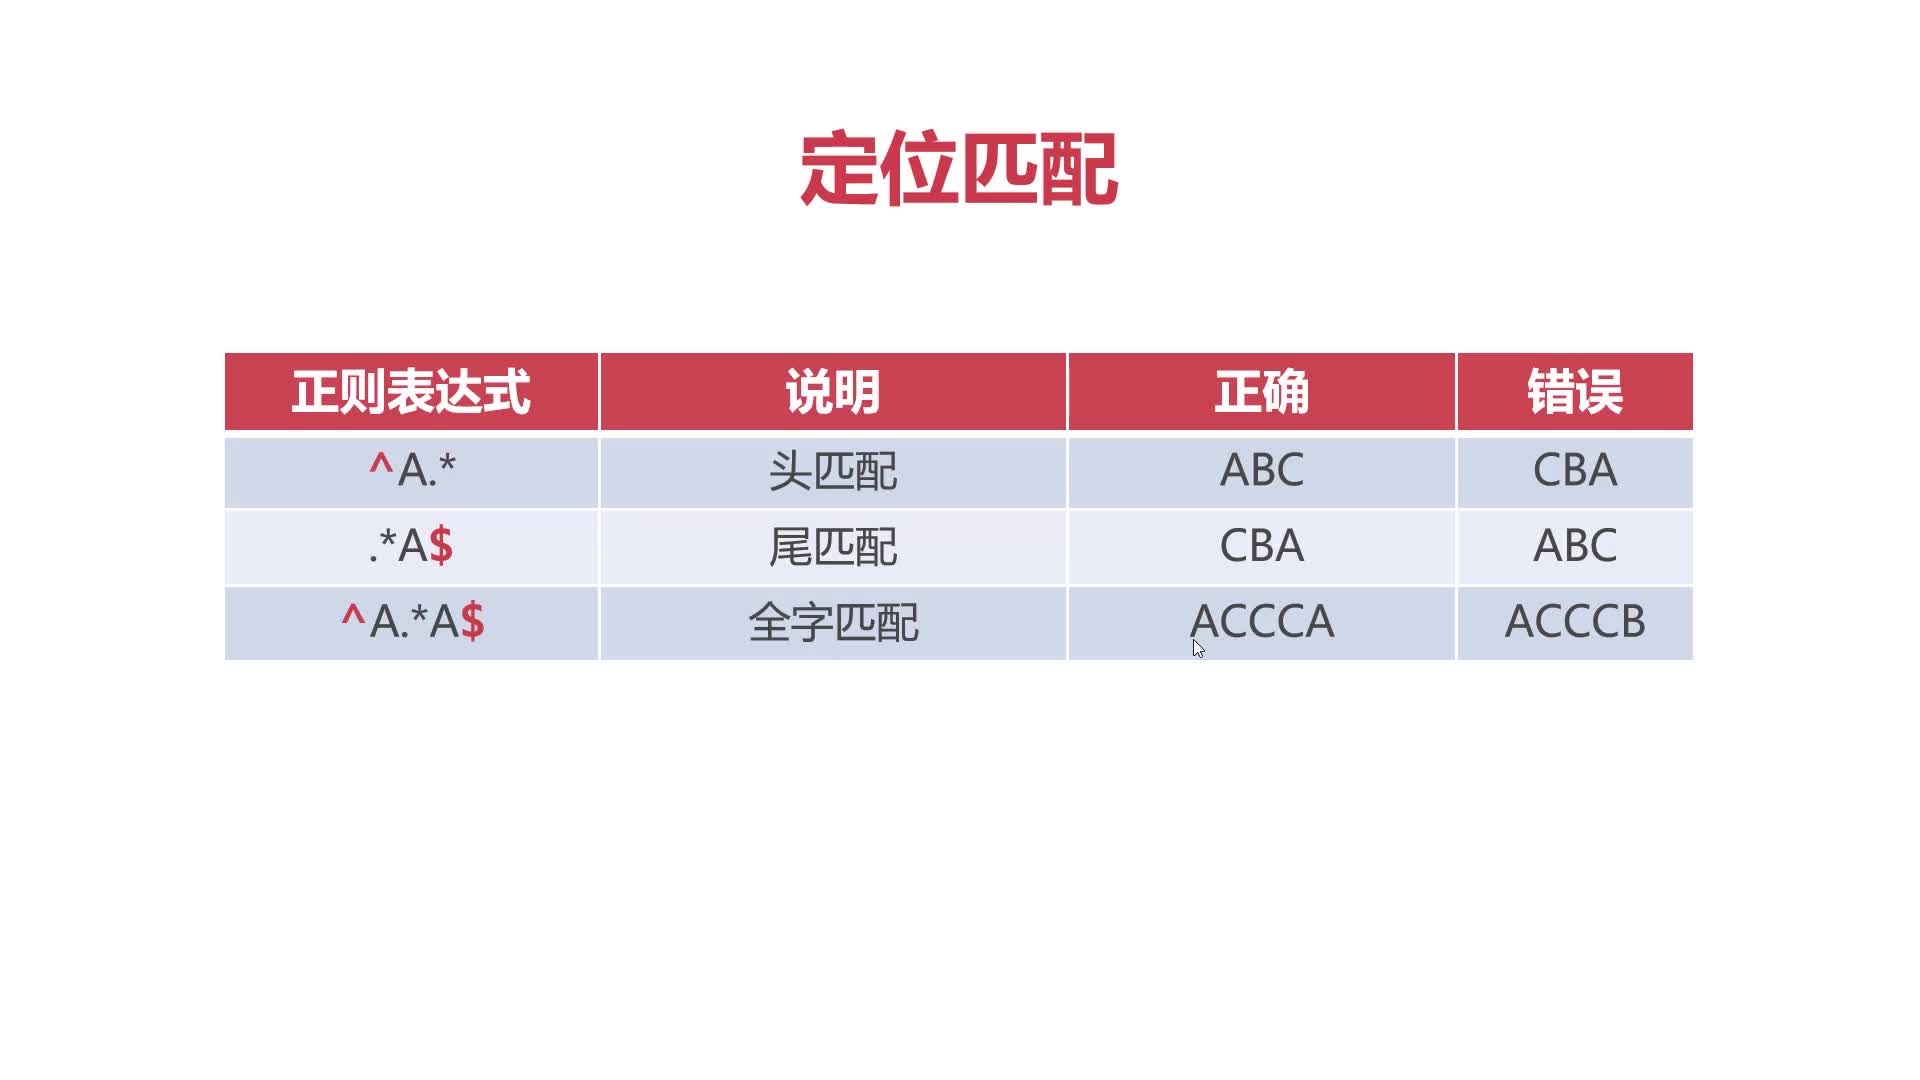 定位匹配
正则表达式 说明 正确 错误
^A.* 头匹配 ABC CBA
.*A$ 尾匹配 CBA ABC
^A.*A$ 全字匹配 ACCCA ACCCB